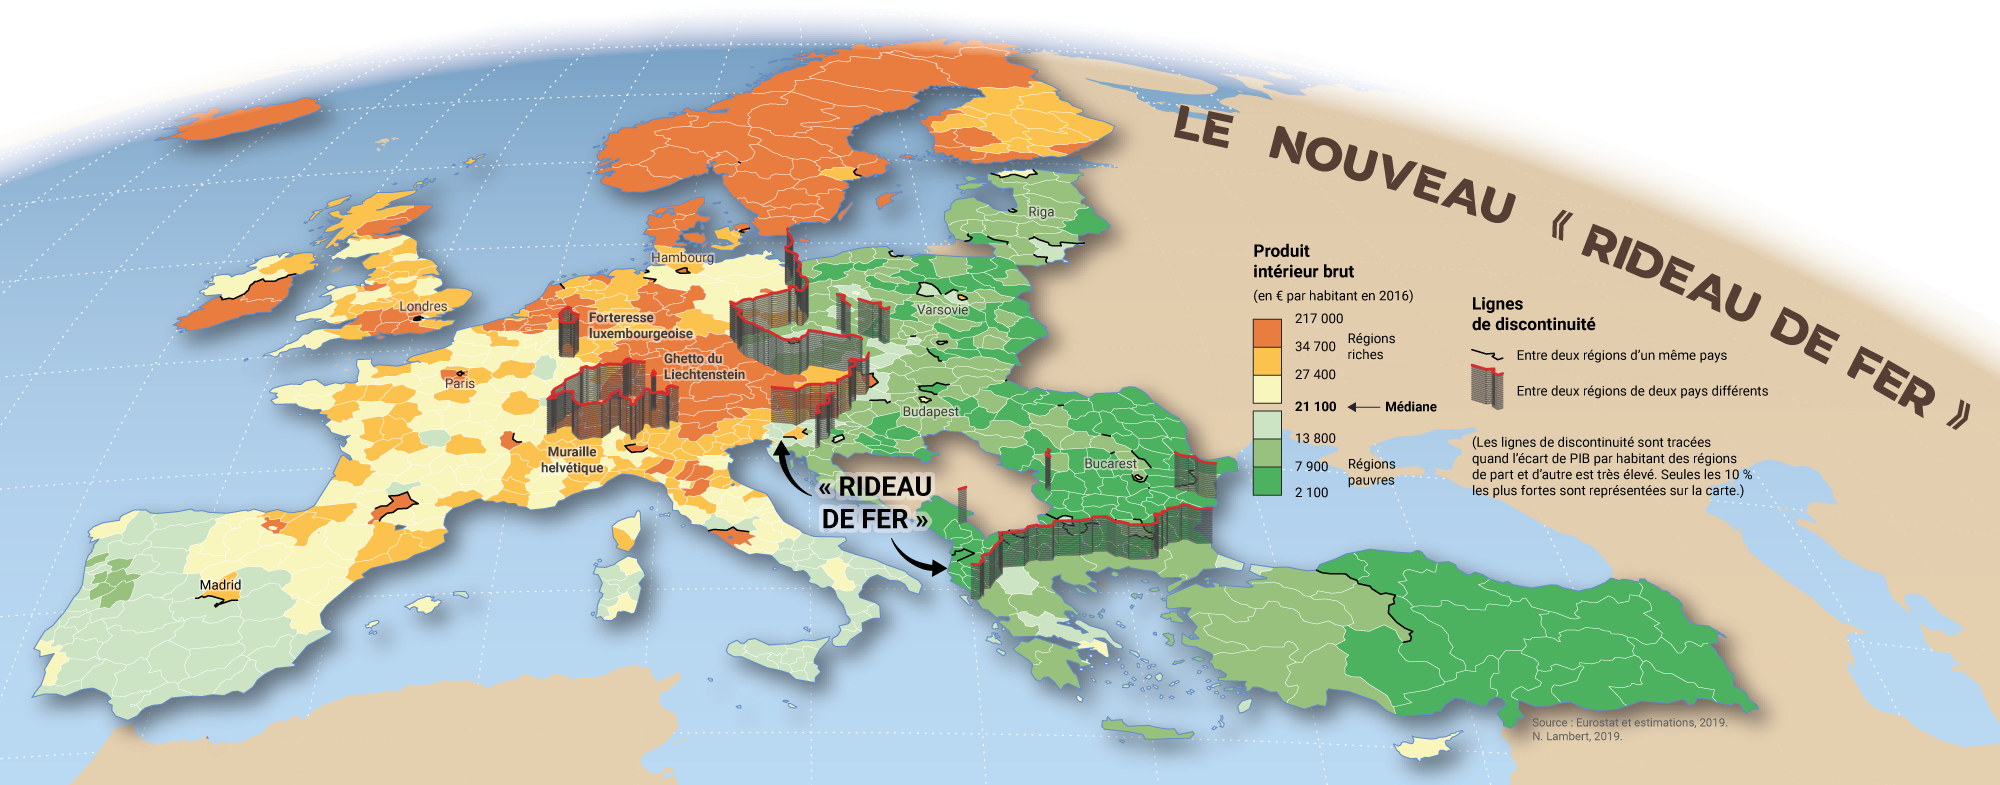 LE NOUVEAU « RIDEAU DE FER »
Produit
intérieur brut
(en € par habitant en 2016)
217 000
34 700
27 400
21 100
13 800
7 900
2 100
Régions
riches
Médiane
Régions
pauvres
Lignes
de discontinuité
Entre deux régions d’un même pays
Entre deux régions de deux pays différents
(Les lignes de discontinuité sont tracées
quand l’écart de PIB par habitant des régions
de part et d’autre est très élevé. Seules les 10 %
les plus fortes sont représentées sur la carte.)
Riga
Hambourg
Londres
Varsovie
Forteresse
luxembourgeoise
Ghetto du
Liechtenstein
Paris
Budapest
Muraille
helvétique
Bucarest
« RIDEAU
DE FER »
Madrid
Source : Eurostat et estimations, 2019.
N. Lambert, 2019.